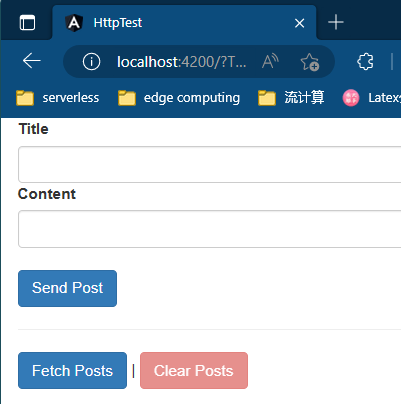 HttpTest
localhost:4200/?T...
serverless edge computing 流计算 Latex
Title
Content
Send Post
Fetch Posts | Clear Posts